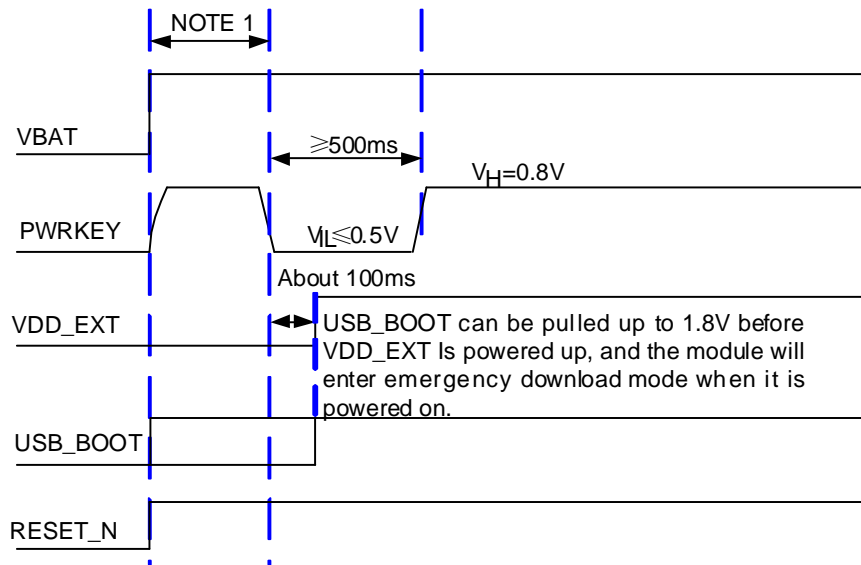 NOTE 1
VBAT
≥500ms
VH=0.8V
PWRKEY
VIL≤0.5V
About 100ms
VDD_EXT
USB_BOOT can be pulled up to 1.8V before
VDD_EXT Is powered up, and the module will
enter emergency download mode when it is
powered on.
USB_BOOT
RESET_N